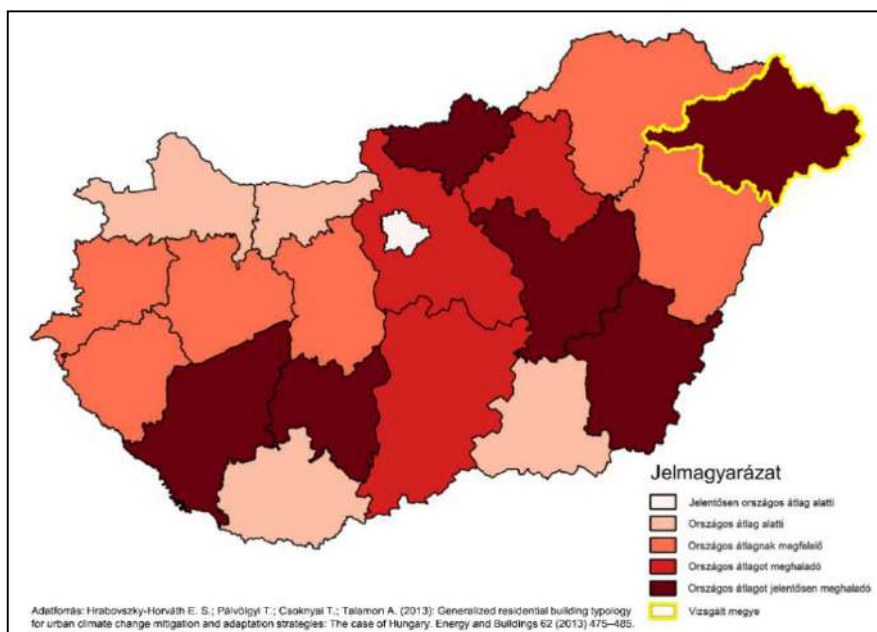 Jelmagyarázat
Jelentősen országos átlag alatti
Országos átlag alatti
Országos átlagnak megfelelő
Országos átlagot meghaladó
Országos átlagot jelentősen meghaladó
Vizsgált megye
Adatforrás: Hrabovszky-Horváth E. S.; Pálvölgyi T.; Csoknyai T.; Talamon A. (2013): Generalized residential building typology
for urban climate change mitigation and adaptation strategies: The case of Hungary. Energy and Buildings 62 (2013) 475–485.